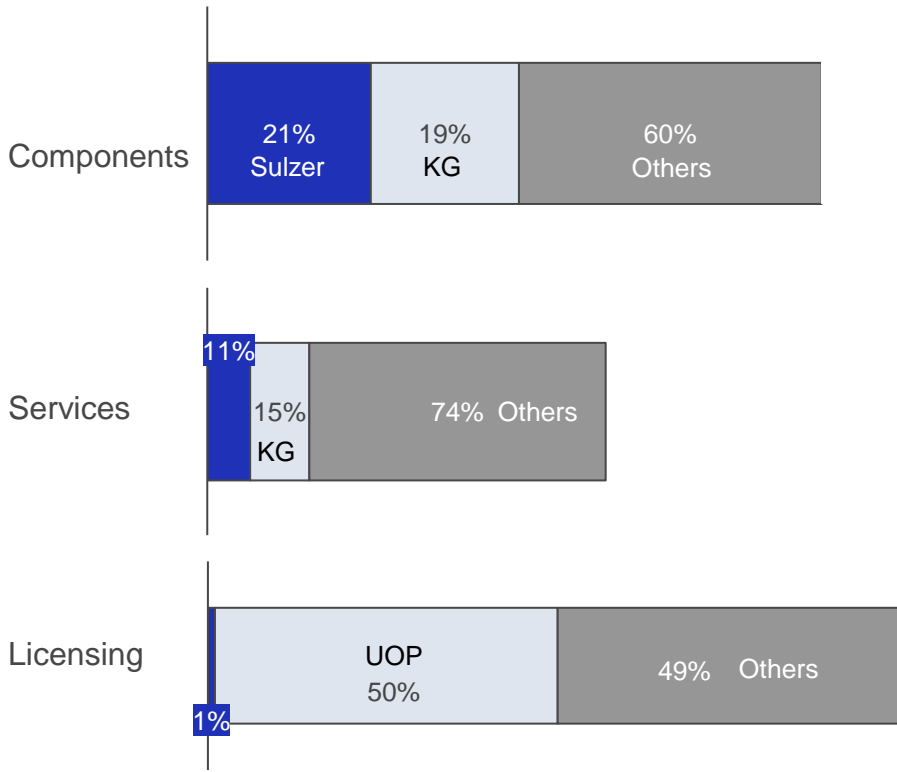 Components
21%
Sulzer
19%
KG
60%
Others
Services
11%
15%
KG
74% Others
Licensing
1%
UOP
50%
49% Others